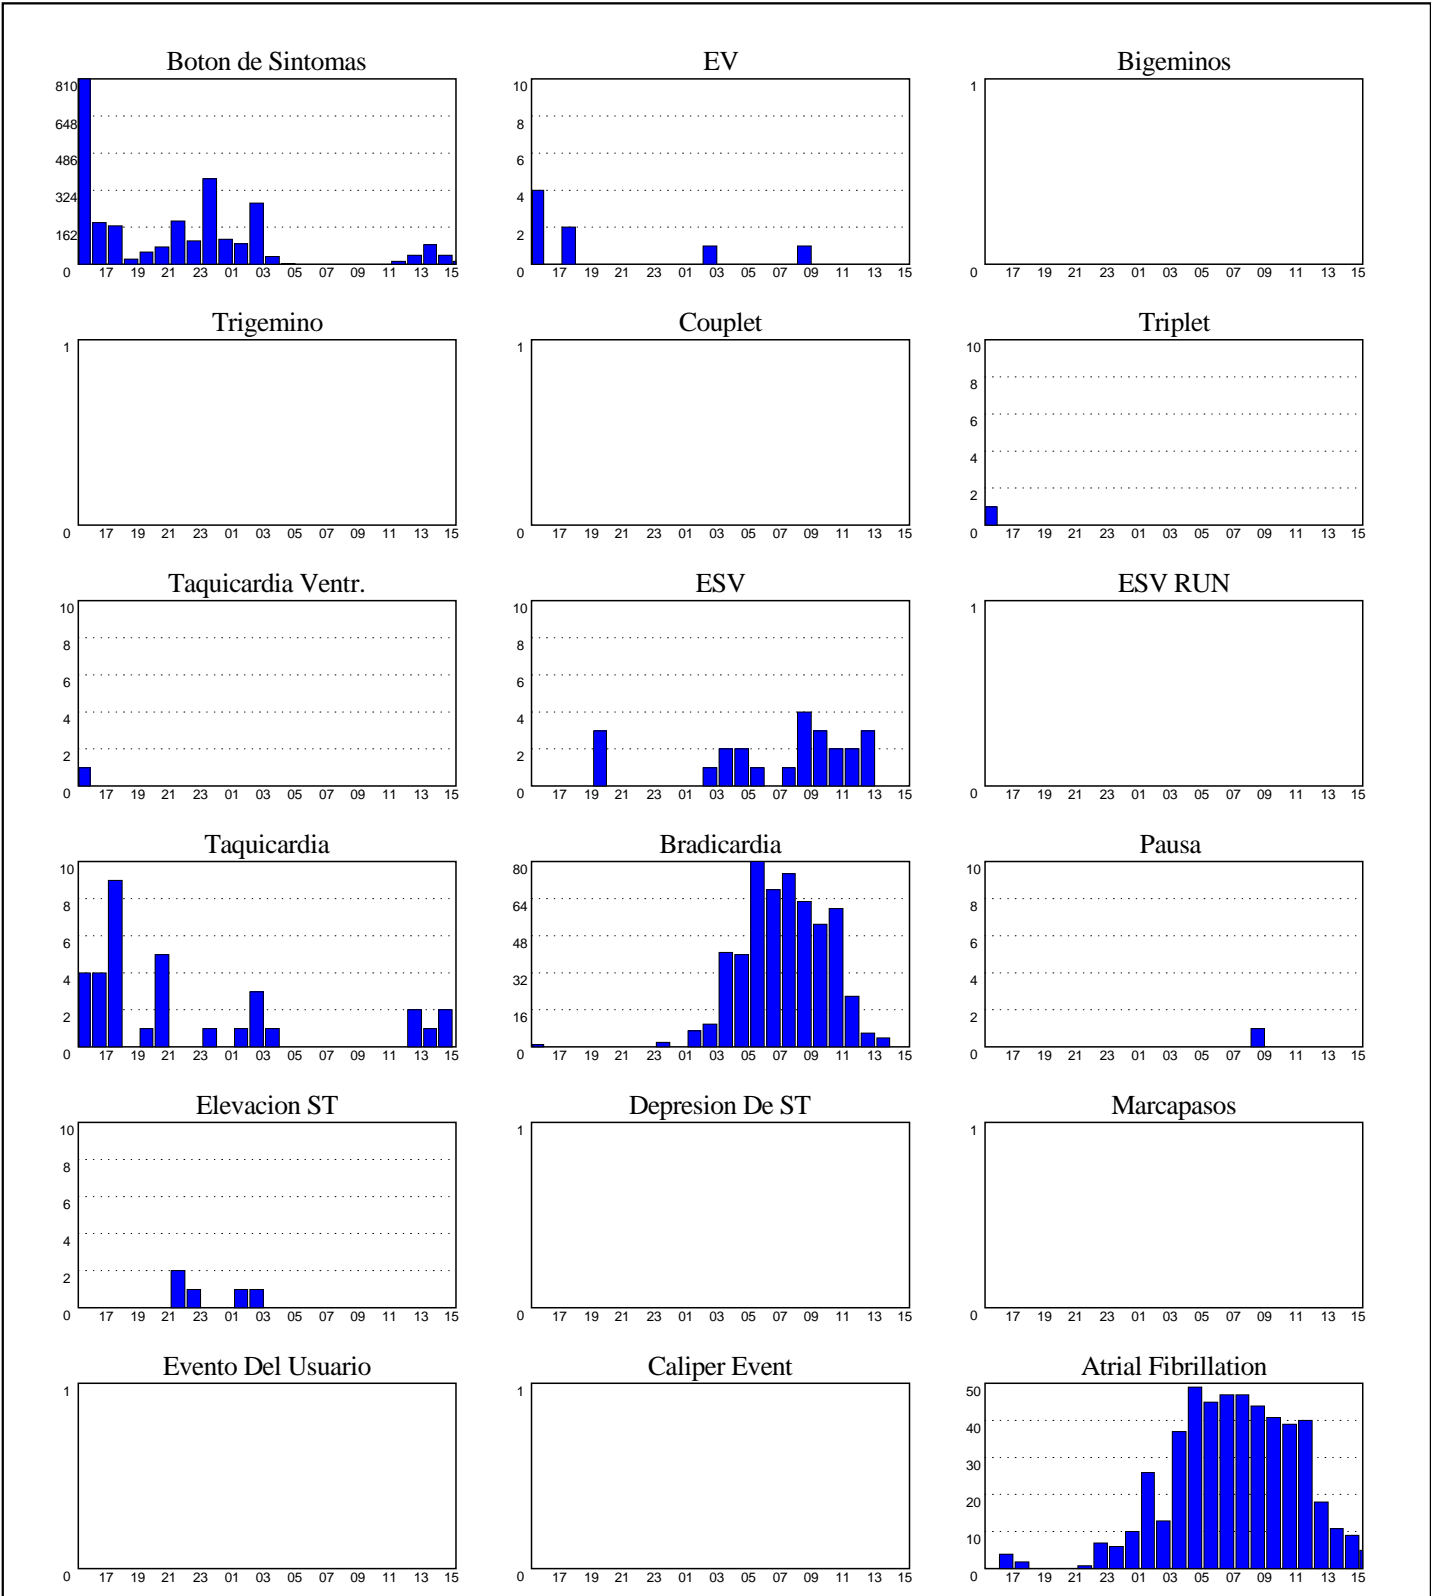 Boton de Sintomas EV Bigeminos
810 10 1
648 8
486 6
324 4
162 2
0 17 19 21 23 01 03 05 07 09 11 13 15 0 17 19 21 23 01 03 05 07 09 11 13 15 0 17 19 21 23 01 03 05 07 09 11 13 15
Trigemino Couplet Triplet
1 1 10
8
6
4
2
0 17 19 21 23 01 03 05 07 09 11 13 15 0 17 19 21 23 01 03 05 07 09 11 13 15 0 17 19 21 23 01 03 05 07 09 11 13 15
Taquicardia Ventr. ESV ESV RUN
10 10 1
8 8
6 6
4 4
2 2
0 17 19 21 23 01 03 05 07 09 11 13 15 0 17 19 21 23 01 03 05 07 09 11 13 15 0 17 19 21 23 01 03 05 07 09 11 13 15
Taquicardia Bradicardia Pausa
10 80 10
8 64 8
6 48 6
4 32 4
2 16 2
0 17 19 21 23 01 03 05 07 09 11 13 15 0 17 19 21 23 01 03 05 07 09 11 13 15 0 17 19 21 23 01 03 05 07 09 11 13 15
Elevacion ST Depresion De ST Marcapasos
10 1 1
8
6
4
2
0 17 19 21 23 01 03 05 07 09 11 13 15 0 17 19 21 23 01 03 05 07 09 11 13 15 0 17 19 21 23 01 03 05 07 09 11 13 15
Evento Del Usuario Caliper Event Atrial Fibrillation
1 1 50
40
30
20
10
0 17 19 21 23 01 03 05 07 09 11 13 15 0 17 19 21 23 01 03 05 07 09 11 13 15 0 17 19 21 23 01 03 05 07 09 11 13 15